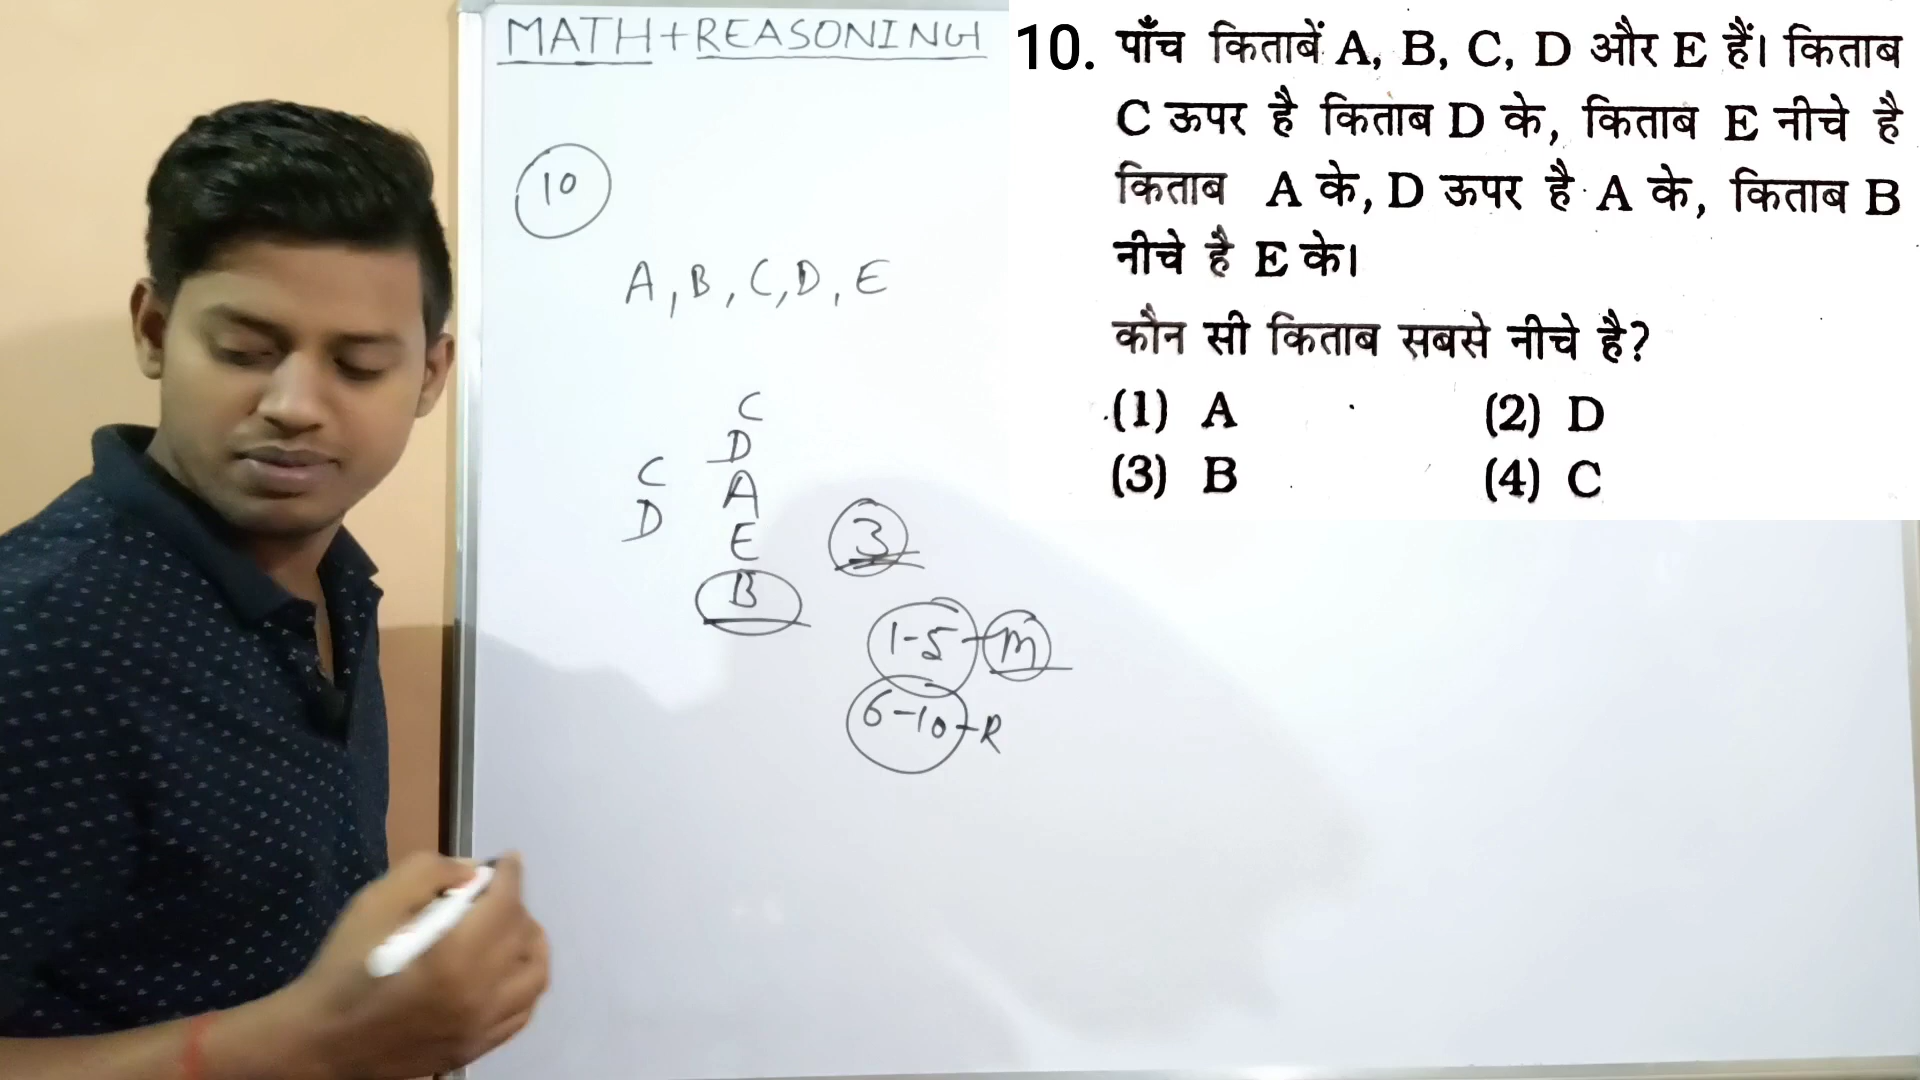 MATH+REASONING
10
A, B, C, D, E
C
D
C
D
A
E
B
3
1-5-m
6-10-R
10. पाँच किताबें A, B, C, D और E हैं। किताब
C ऊपर है किताब D के, किताब E नीचे है
किताब A के, D ऊपर है A के, किताब B
नीचे है E के।
कौन सी किताब सबसे नीचे है?
(1) A (2) D
(3) B (4) C